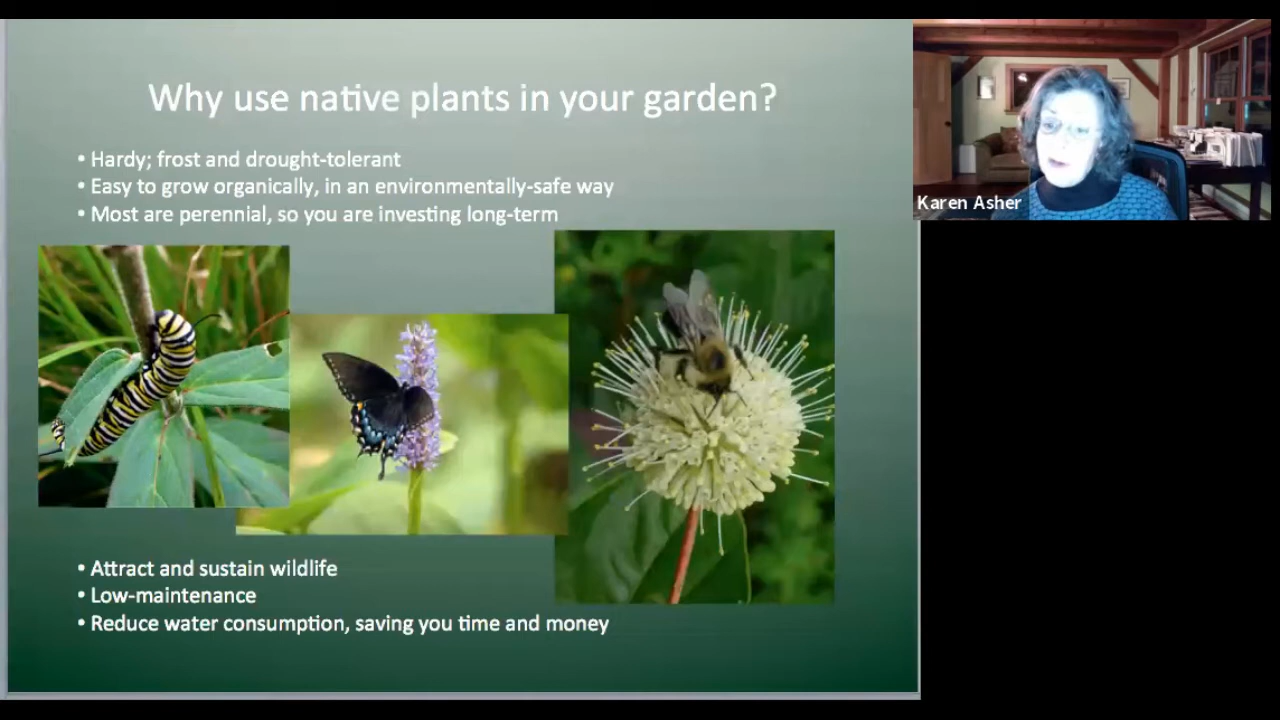 Why use native plants in your garden?
• Hardy; frost and drought-tolerant
• Easy to grow organically, in an environmentally-safe way
• Most are perennial, so you are investing long-term
Karen Asher
• Attract and sustain wildlife
• Low-maintenance
• Reduce water consumption, saving you time and money